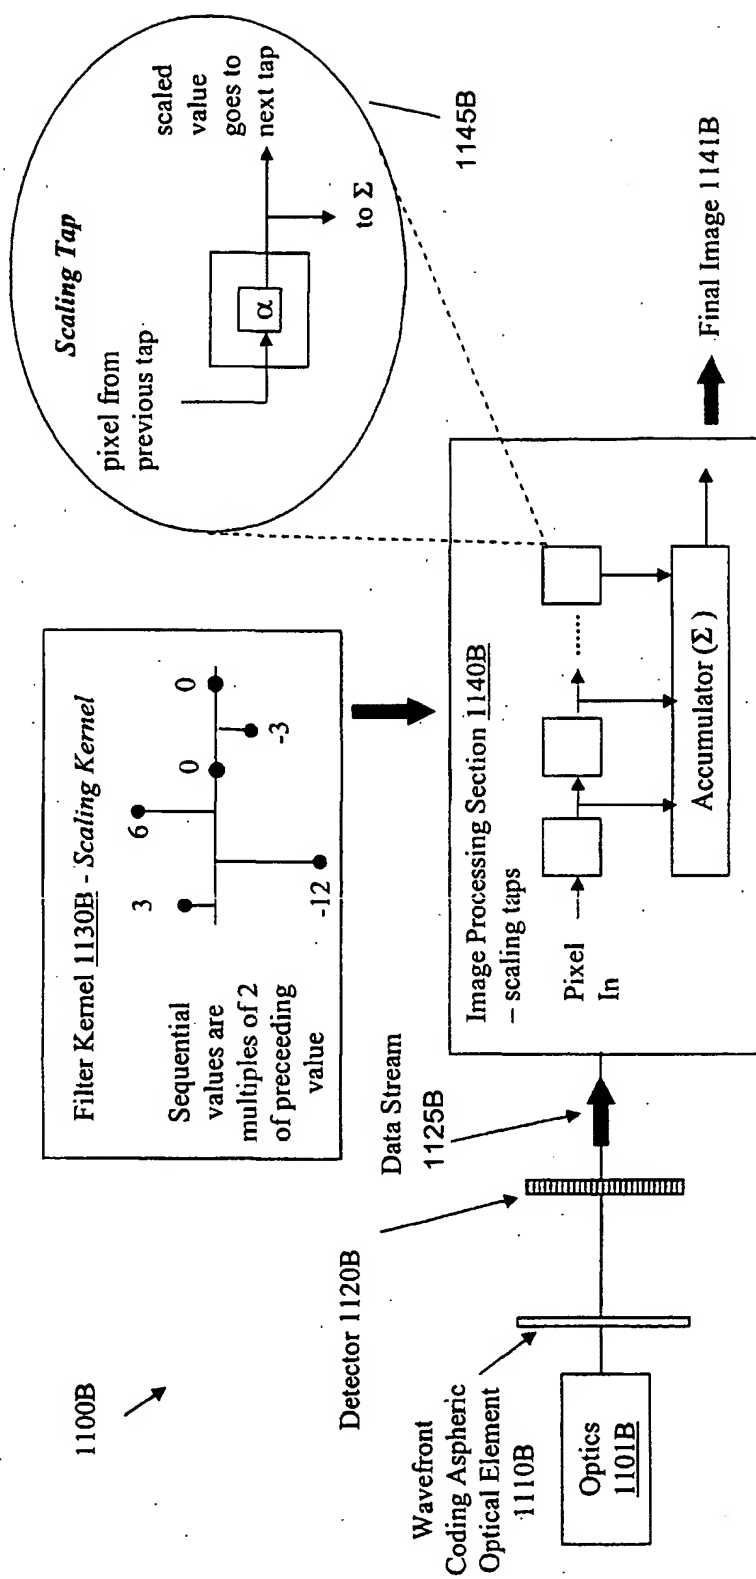 1100B
Filter Kernel 1130B - Scaling Kernel
Sequential
values are
multiples of 2
of preceeding
value
3
-12
6
0
-3
0
Scaling Tap
pixel from
previous tap
α
scaled
value
goes to
next tap
to Σ
1145B
Wavefront
Coding Aspheric
Optical Element
1110B
Optics
1101B
Detector 1120B
Data Stream
1125B
Image Processing Section 1140B
– scaling taps
Pixel
In
.......
Accumulator (Σ)
Final Image 1141B